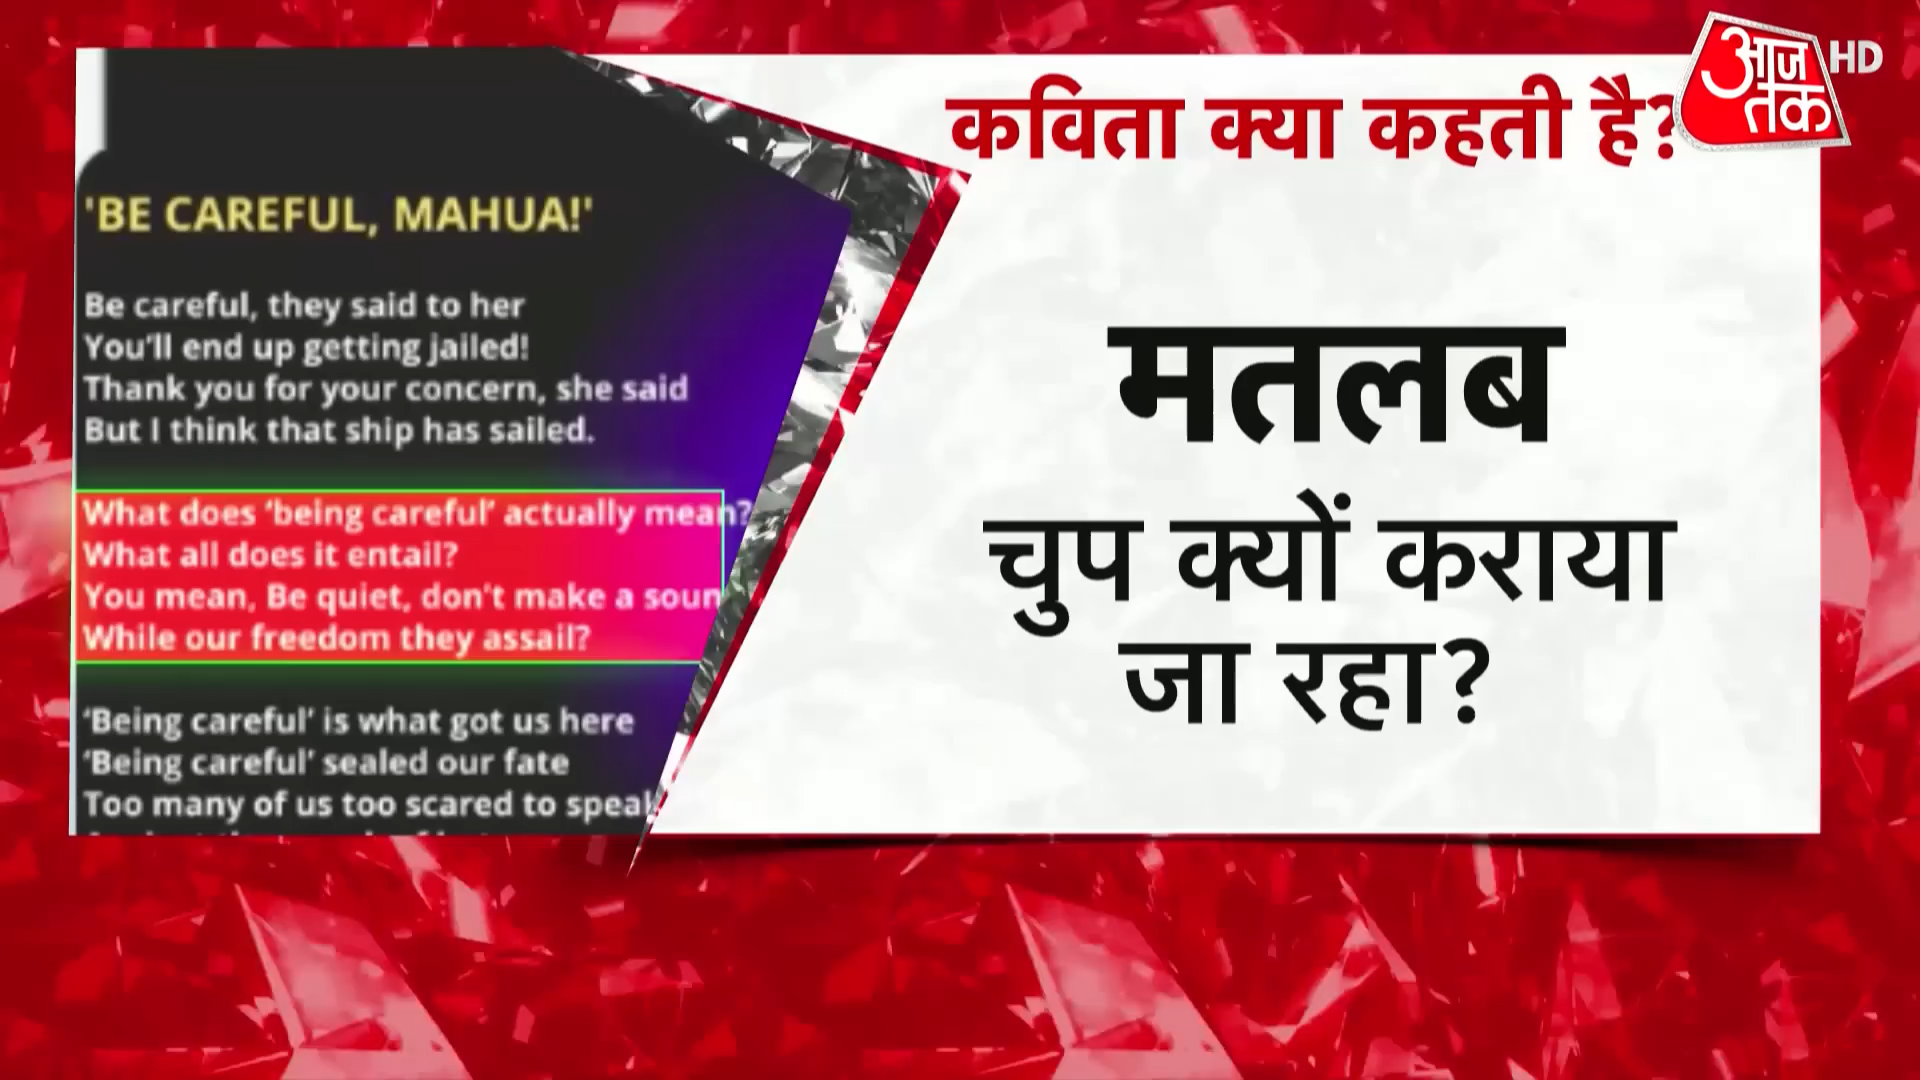 'BE CAREFUL, MAHUA!'
Be careful, they said to her
You'll end up getting jailed!
Thank you for your concern, she said
But I think that ship has sailed.
What does 'being careful' actually mean?
What all does it entail?
You mean, Be quiet, don't make a soun
While our freedom they assail?
'Being careful' is what got us here
'Being careful' sealed our fate
Too many of us too scared to speak
कविता क्या कहती है?
मतलब
चुप क्यों कराया
जा रहा?
आज
तक
HD